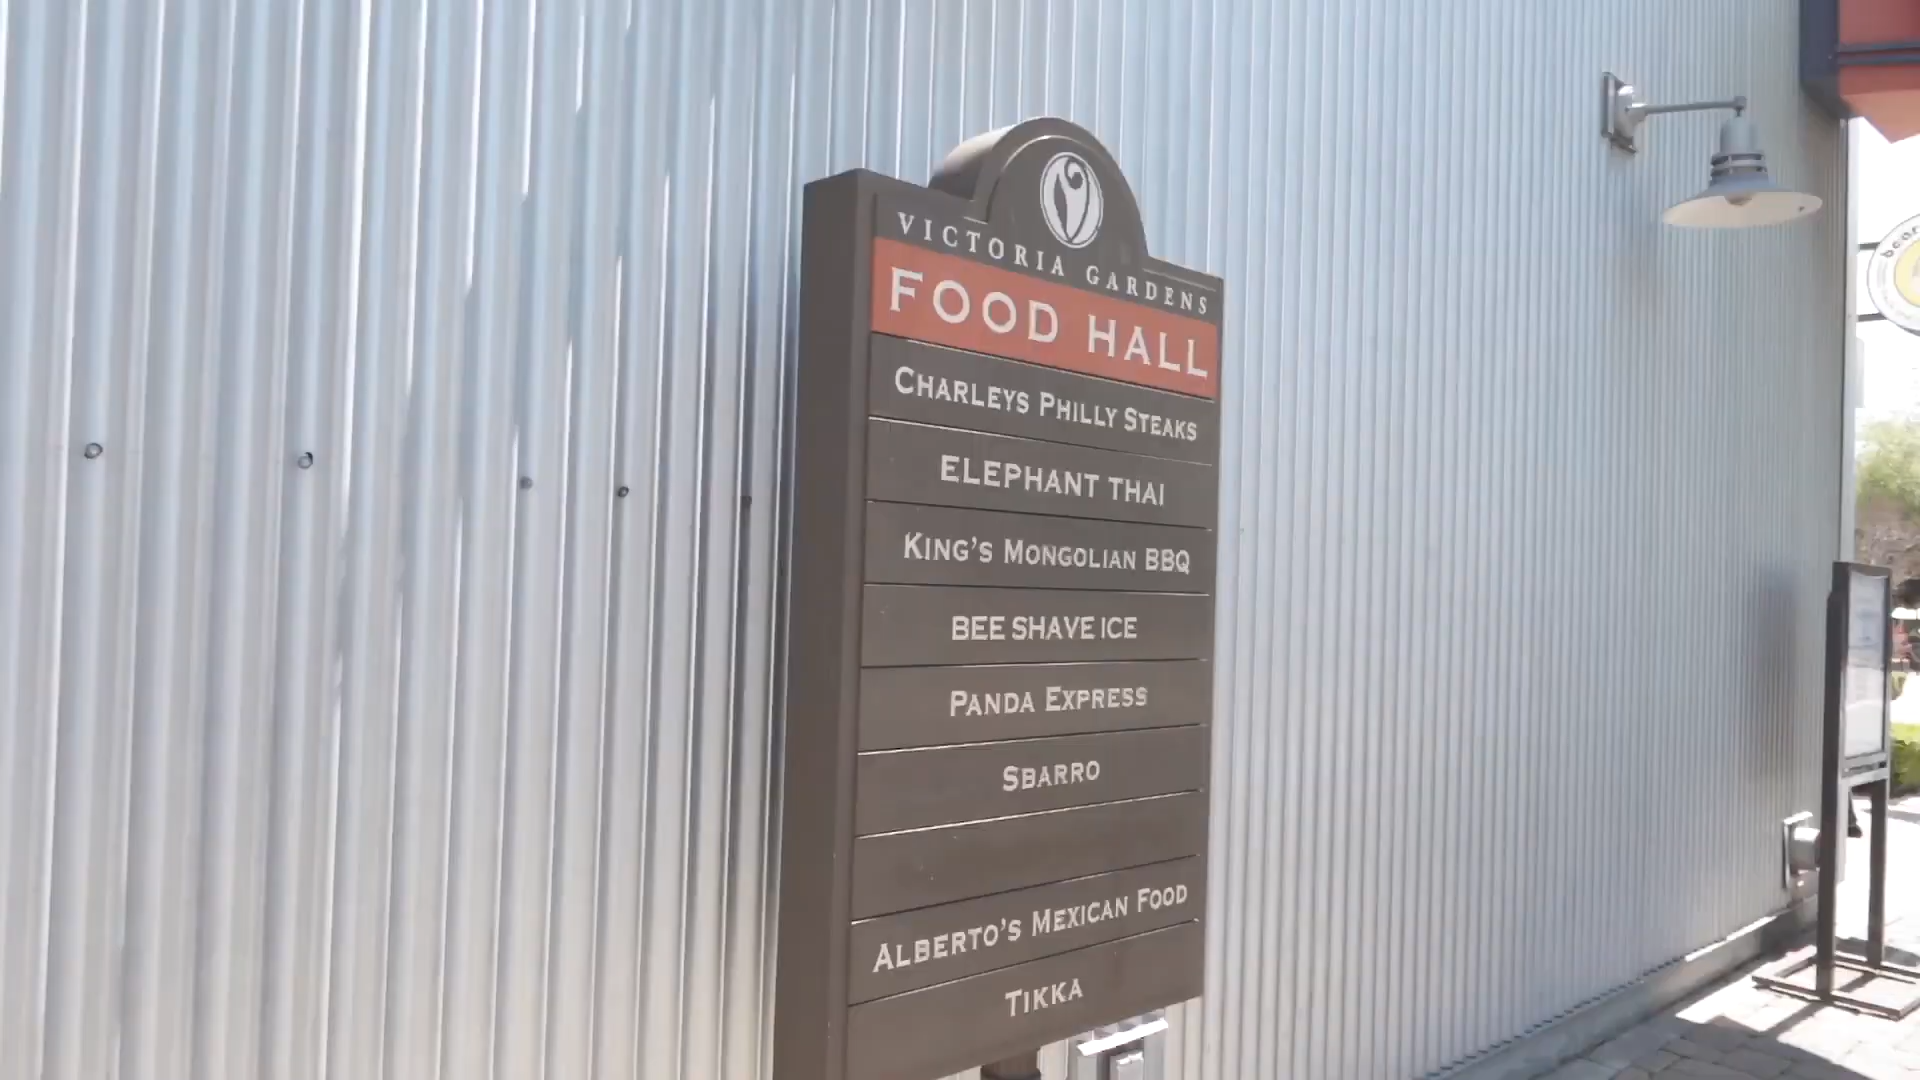 VICTORIA GARDENS
FOOD HALL
CHARLEYS PHILLY STEAKS
ELEPHANT THAI
KING'S MONGOLIAN BBQ
BEE SHAVE ICE
PANDA EXPRESS
SBARRO
ALBERTO'S MEXICAN FOOD
TIKKA